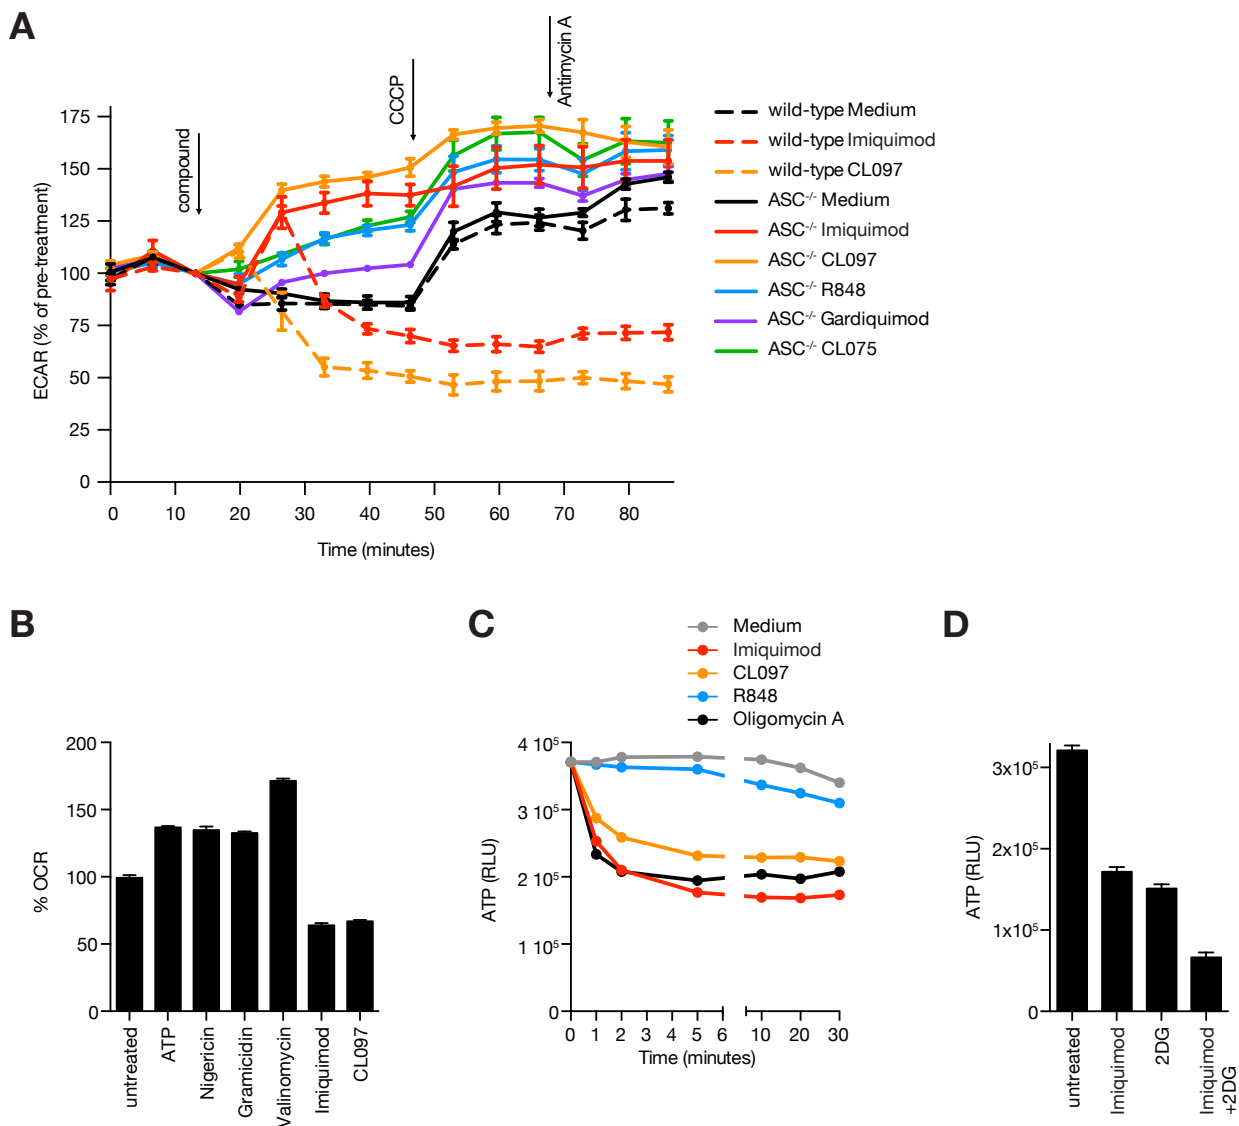 A
compound
CCCP
Antimycin A
ECAR (% of pre-treatment)
175
150
125
100
75
50
25
0
0 10 20 30 40 50 60 70 80
Time (minutes)
wild-type Medium
wild-type Imiquimod
wild-type CL097
ASC-/- Medium
ASC-/- Imiquimod
ASC-/- CL097
ASC-/- R848
ASC-/- Gardiquimod
ASC-/- CL075
B
% OCR
200
150
100
50
0
untreated
ATP
Nigericin
Gramicidin
Valinomycin
Imiquimod
CL097
C
Medium
Imiquimod
CL097
R848
Oligomycin A
ATP (RLU)
4 10⁵
3 10⁵
2 10⁵
1 10⁵
0
0 1 2 3 4 5 6 10 20 30
Time (minutes)
D
ATP (RLU)
3x10⁵
2x10⁵
1x10⁵
0
untreated
Imiquimod
2DG
Imiquimod
+2DG